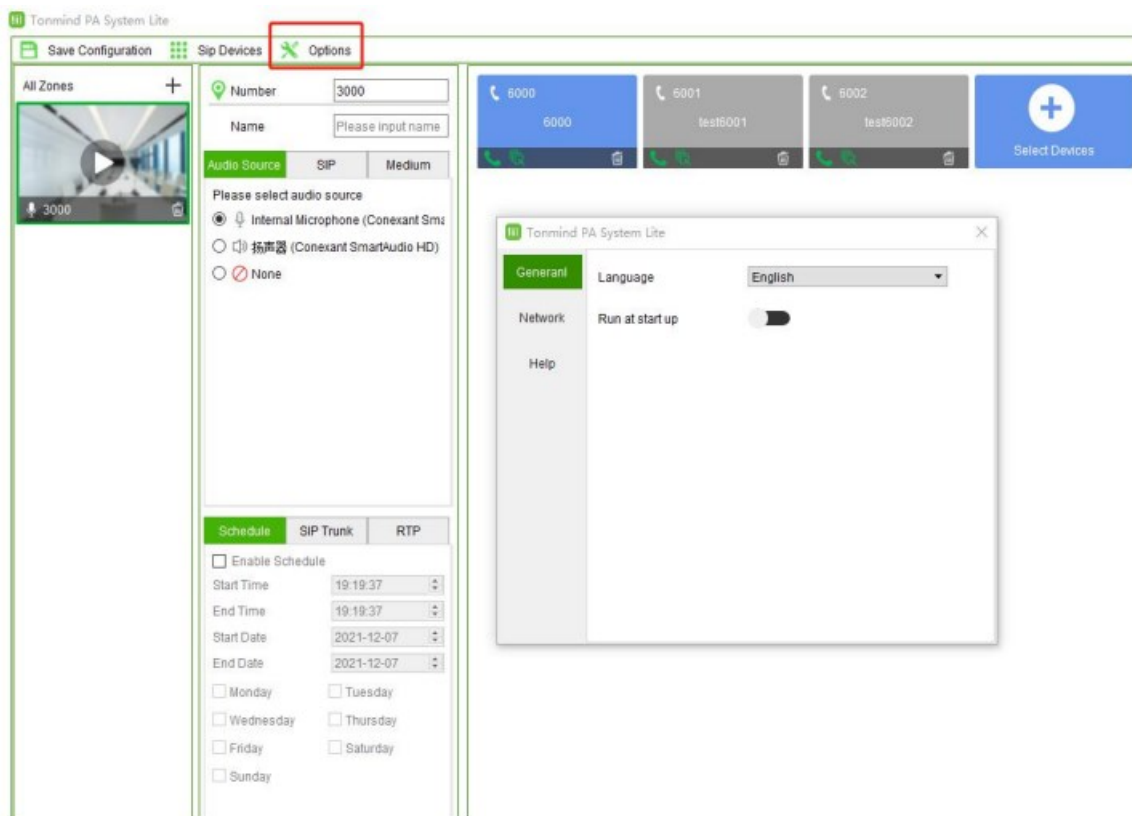 Tonmind PA System Lite
Save Configuration Sip Devices Options
All Zones +
3000
Number 3000
Name Please input name
Audio Source SIP Medium
Please select audio source
Internal Microphone (Conexant Sma
扬声器 (Conexant SmartAudio HD)
None
Schedule SIP Trunk RTP
Enable Schedule
Start Time 19:19:37
End Time 19:19:37
Start Date 2021-12-07
End Date 2021-12-07
Monday Tuesday
Wednesday Thursday
Friday Saturday
Sunday
6000
6000
6001
test6001
6002
test6002
Select Devices
Tonmind PA System Lite
Generanl
Language English
Network
Run at start up
Help